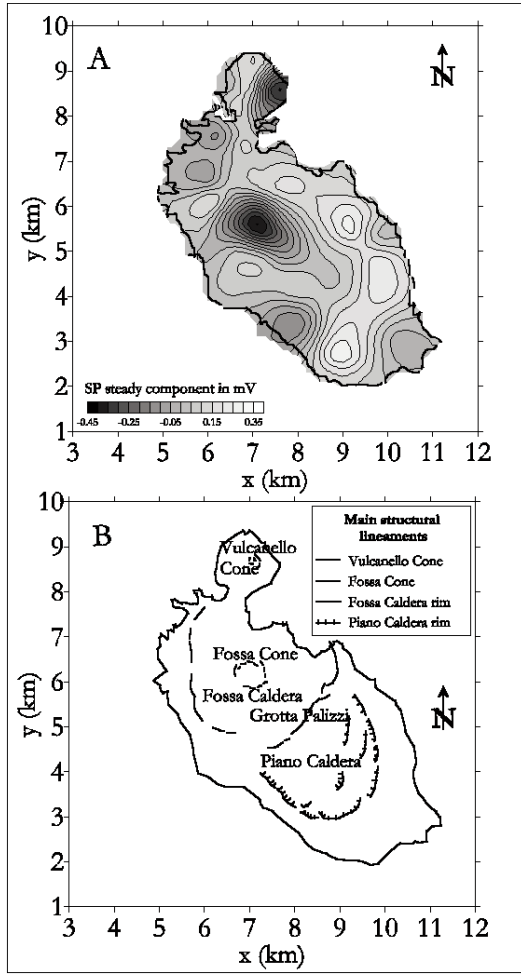 10
A
N
9
8
7
6
5
4
3
2
1
y (km)
SP steady component in mV
-0.45 -0.25 -0.05 0.15 0.35
3 4 5 6 7 8 9 10 11 12
x (km)
10
B
Main structural
lineaments
Vulcanello Cone
Fossa Cone
Fossa Caldera rim
Piano Caldera rim
9
8
7
6
5
4
3
2
1
y (km)
Vulcanello
Cone
Fossa Cone
Fossa Caldera
Grotta Palizzi
Piano Caldera
N
3 4 5 6 7 8 9 10 11 12
x (km)